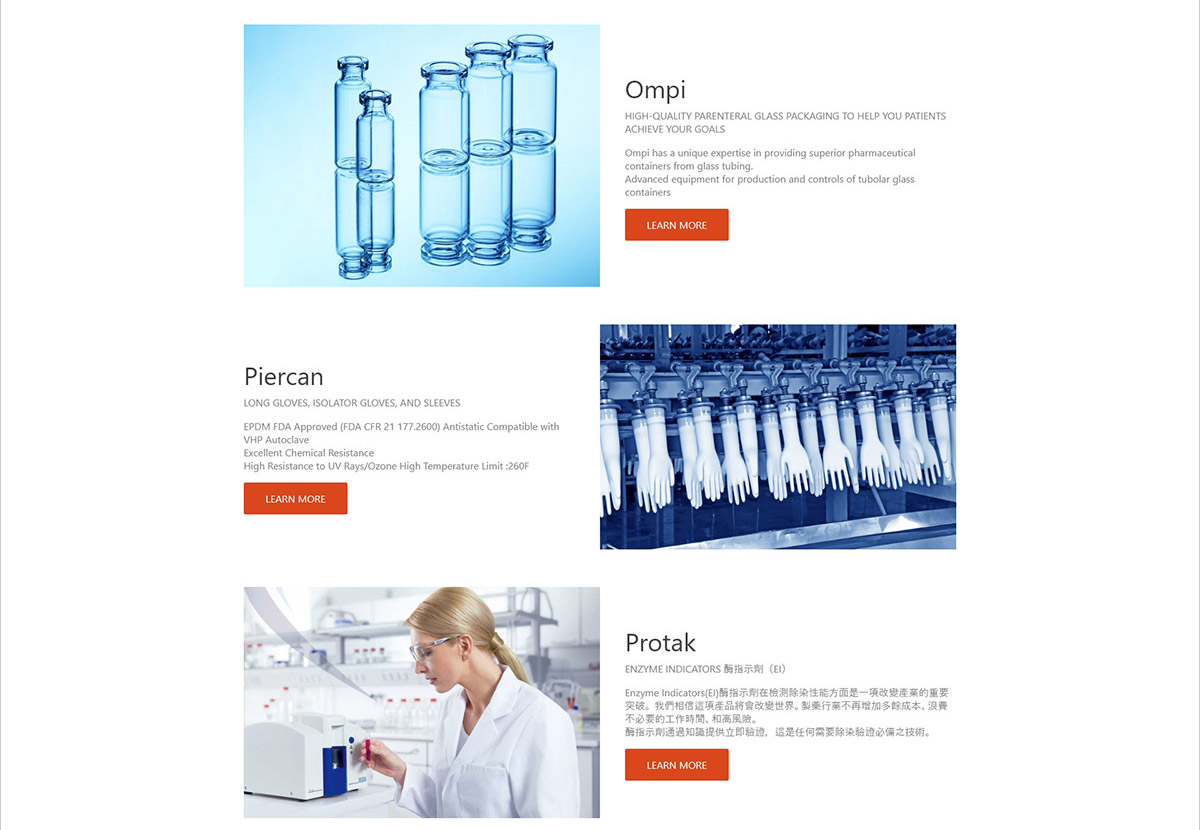 Ompi
HIGH-QUALITY PARENTERAL GLASS PACKAGING TO HELP YOU PATIENTS
ACHIEVE YOUR GOALS
Ompi has a unique expertise in providing superior pharmaceutical
containers from glass tubing.
Advanced equipment for production and controls of tubolar glass
containers
LEARN MORE
Piercan
LONG GLOVES, ISOLATOR GLOVES, AND SLEEVES
EPDM FDA Approved (FDA CFR 21 177.2600) Antistatic Compatible with
VHP Autoclave
Excellent Chemical Resistance
High Resistance to UV Rays/Ozone High Temperature Limit :260F
LEARN MORE
Protak
ENZYME INDICATORS 酶指示劑（EI）
Enzyme Indicators(EI)酶指示劑在檢測除染性能方面是一項改變產業的重要
突破。我們相信這項產品將會改變世界。製藥行業不再增加多餘成本、浪費
不必要的工作時間、和高風險。
酶指示劑通過知識提供立即驗證，這是任何需要除染驗證必備之技術。
LEARN MORE